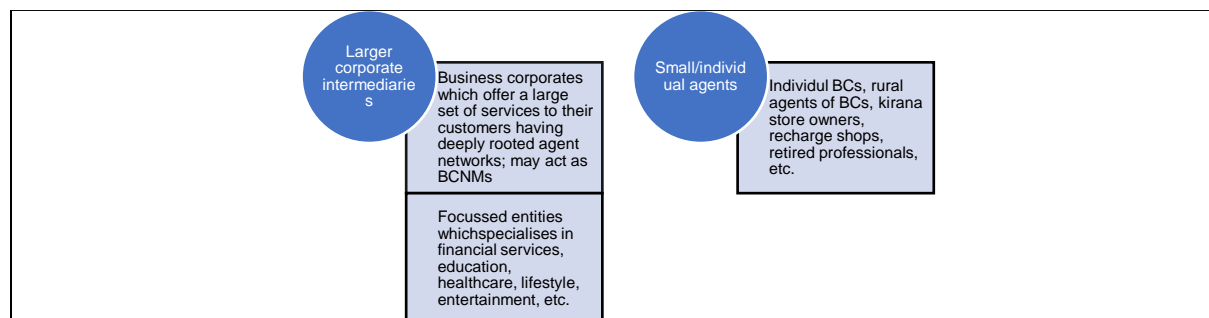 Larger
corporate
intermediarie
s
Business corporates
which offer a large
set of services to their
customers having
deeply rooted agent
networks; may act as
BCNMs
Focussed entities
whichspecialises in
financial services,
education,
healthcare, lifestyle,
entertainment, etc.
Small/individ
ual agents
Individul BCs, rural
agents of BCs, kirana
store owners,
recharge shops,
retired professionals,
etc.